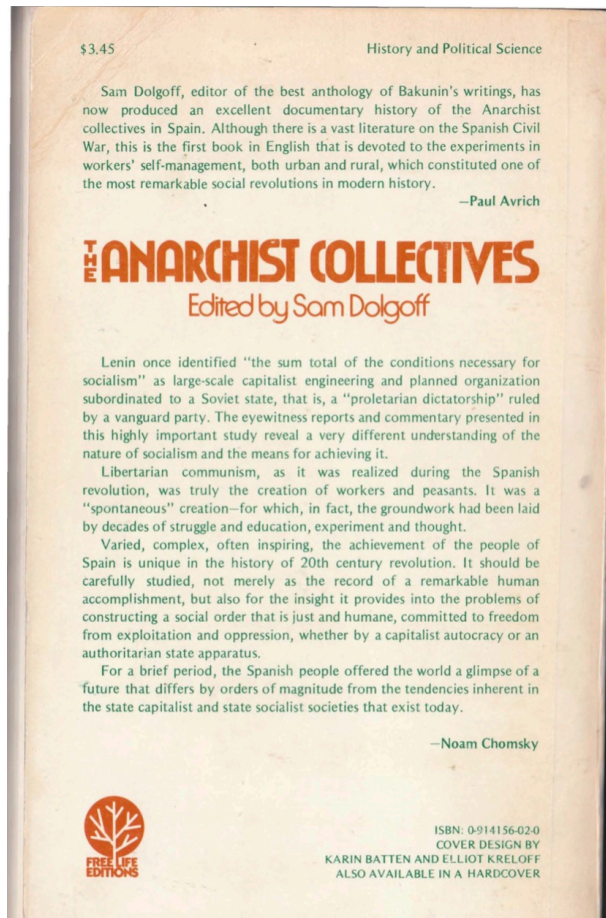 $3.45
History and Political Science
Sam Dolgoff, editor of the best anthology of Bakunin's writings, has
now produced an excellent documentary history of the Anarchist
collectives in Spain. Although there is a vast literature on the Spanish Civil
War, this is the first book in English that is devoted to the experiments in
workers' self-management, both urban and rural, which constituted one of
the most remarkable social revolutions in modern history.
—Paul Avrich
THE ANARCHIST COLLECTIVES
Edited by Sam Dolgoff
Lenin once identified "the sum total of the conditions necessary for
socialism" as large-scale capitalist engineering and planned organization
subordinated to a Soviet state, that is, a "proletarian dictatorship" ruled
by a vanguard party. The eyewitness reports and commentary presented in
this highly important study reveal a very different understanding of the
nature of socialism and the means for achieving it.
Libertarian communism, as it was realized during the Spanish
revolution, was truly the creation of workers and peasants. It was a
"spontaneous" creation—for which, in fact, the groundwork had been laid
by decades of struggle and education, experiment and thought.
Varied, complex, often inspiring, the achievement of the people of
Spain is unique in the history of 20th century revolution. It should be
carefully studied, not merely as the record of a remarkable human
accomplishment, but also for the insight it provides into the problems of
constructing a social order that is just and humane, committed to freedom
from exploitation and oppression, whether by a capitalist autocracy or an
authoritarian state apparatus.
For a brief period, the Spanish people offered the world a glimpse of a
future that differs by orders of magnitude from the tendencies inherent in
the state capitalist and state socialist societies that exist today.
—Noam Chomsky
FREE LIFE
EDITIONS
ISBN: 0-914156-02-0
COVER DESIGN BY
KARIN BATTEN AND ELLIOT KRELOFF
ALSO AVAILABLE IN A HARDCOVER